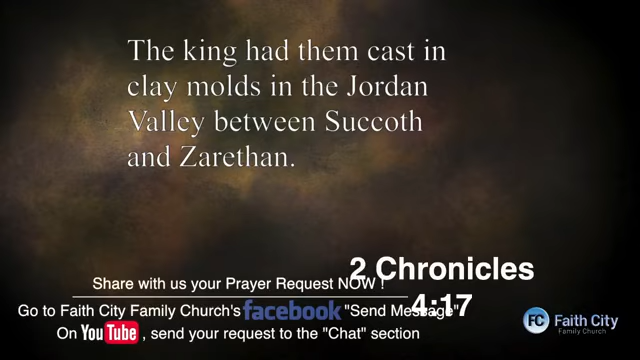 The king had them cast in
clay molds in the Jordan
Valley between Succoth
and Zarethan.
2 Chronicles
4:17
Share with us your Prayer Request NOW !
Go to Faith City Family Church's facebook "Send Message"
On YouTube , send your request to the "Chat" section
FC Faith City
Family Church